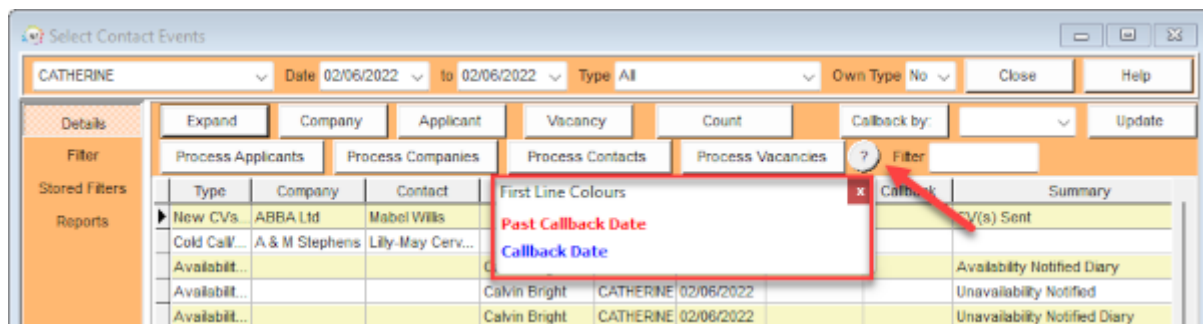 Select Contact Events
CATHERINE Date 02/06/2022 to 02/06/2022 Type All Own Type No Close Help
Details Expand Company Applicant Vacancy Count Callback by: Update
Filter Process Applicants Process Companies Process Contacts Process Vacancies ? Filter
Stored Filters Type Company Contact First Line Colours x Callback Summary
Reports New CVs... ABBA Ltd Mabel Willis Past Callback Date CV(s) Sent
Cold Call/... A & M Stephens Lilly-May Cerv... Callback Date
Availabilit... Availability Notified Diary
Availabilit... Calvin Bright CATHERINE 02/06/2022 Unavailability Notified
Availabilit... Calvin Bright CATHERINE 02/06/2022 Unavailability Notified Diary